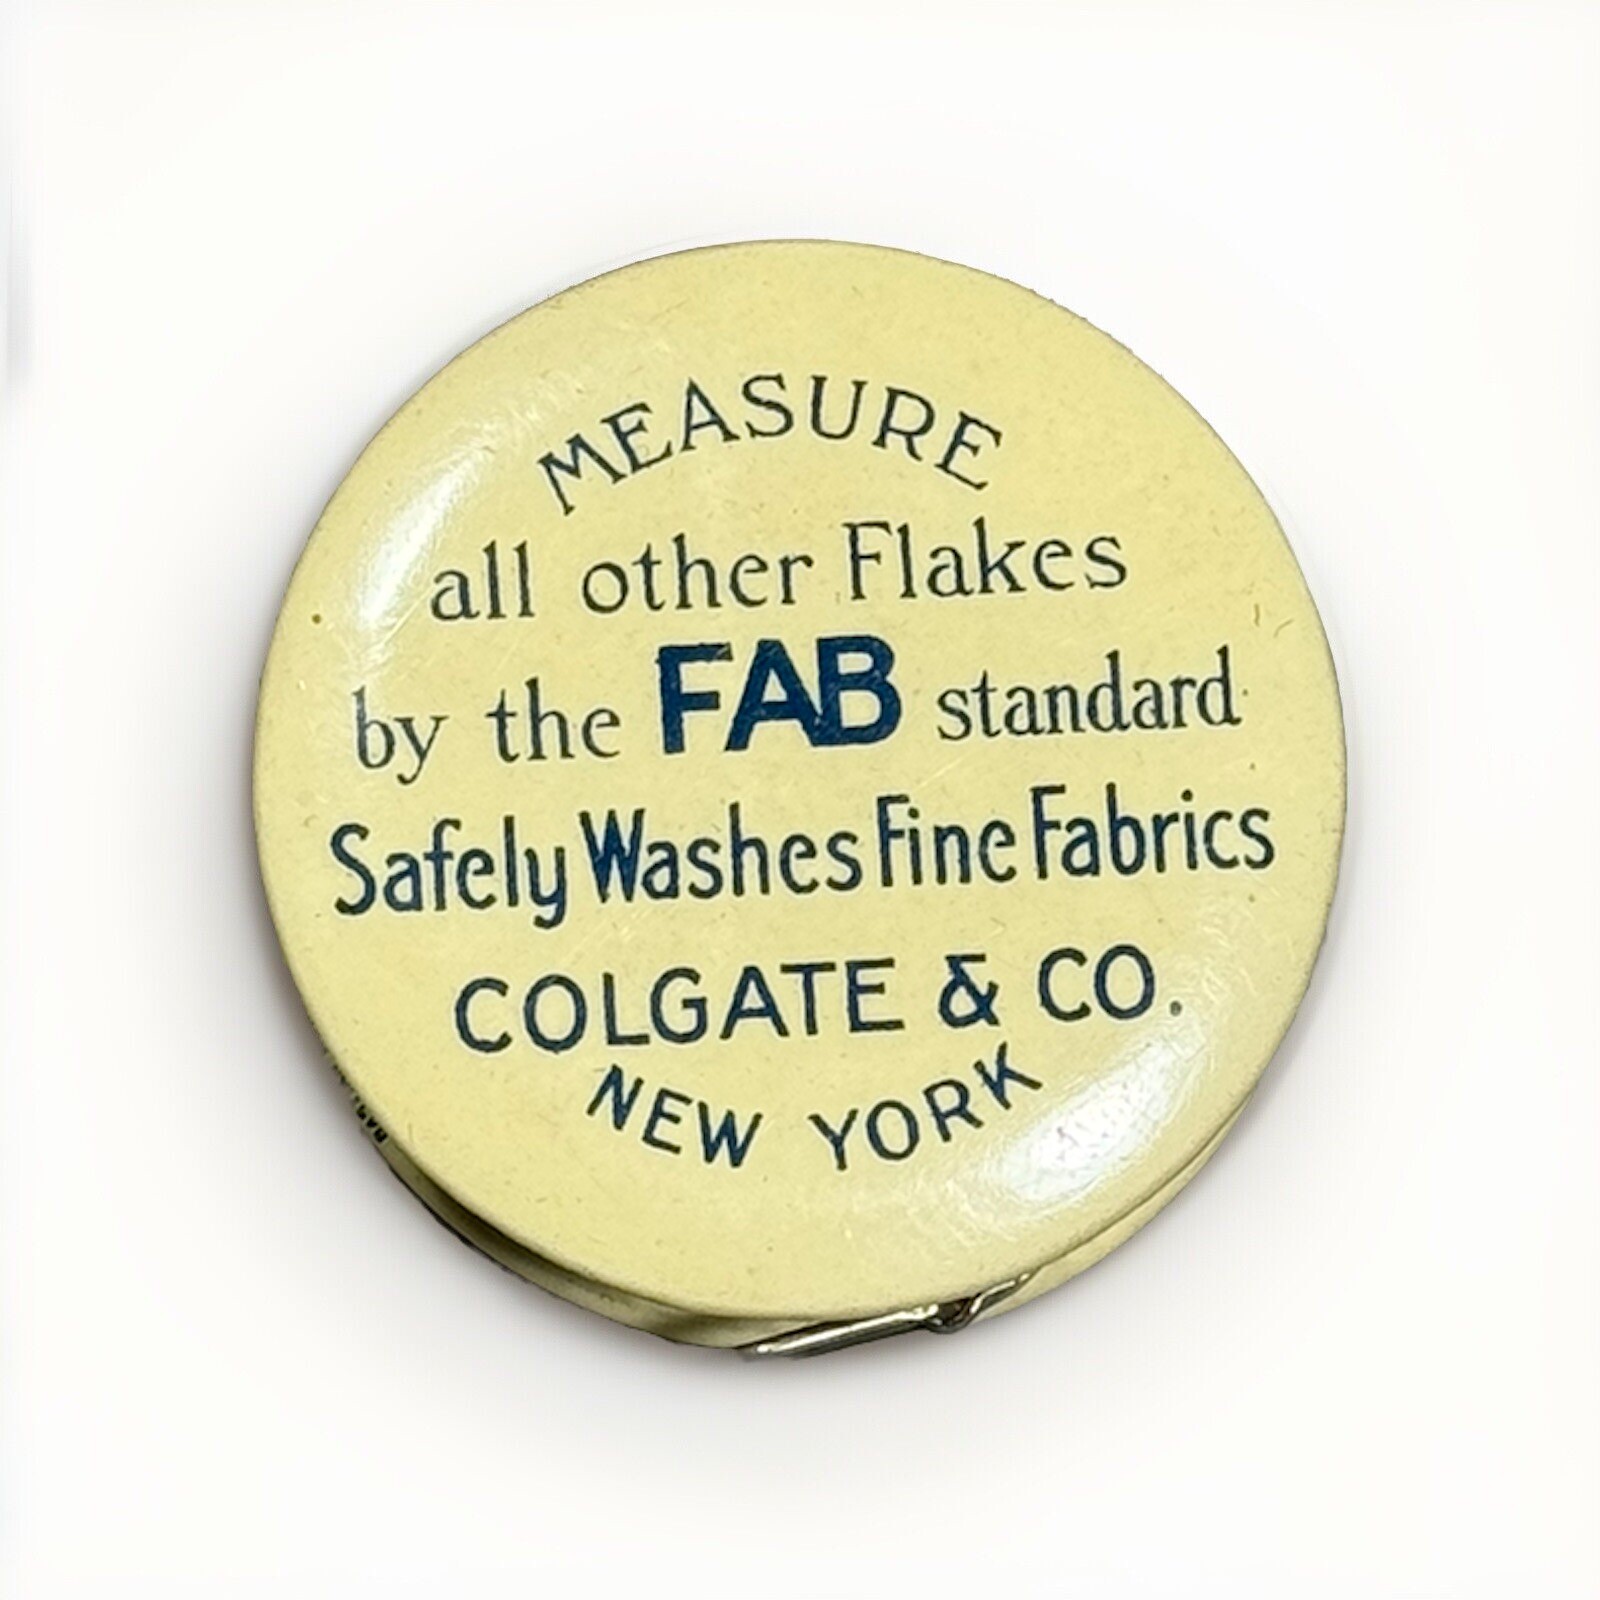 MEASURE
all other Flakes
by the FAB standard
Safely Washes Fine Fabrics
COLGATE & CO.
NEW YORK